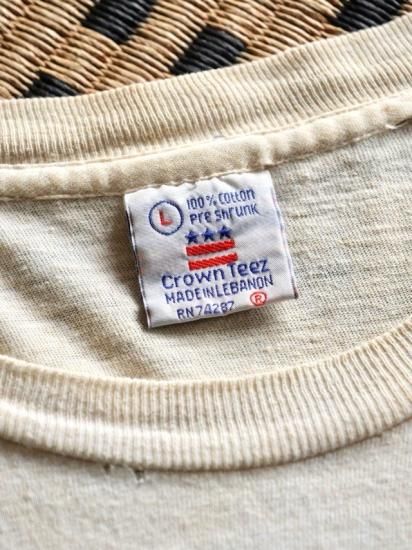 L
100% Cotton
Pre shrunk
Crown Teez
MADE IN LEBANON
RN 74287 ®